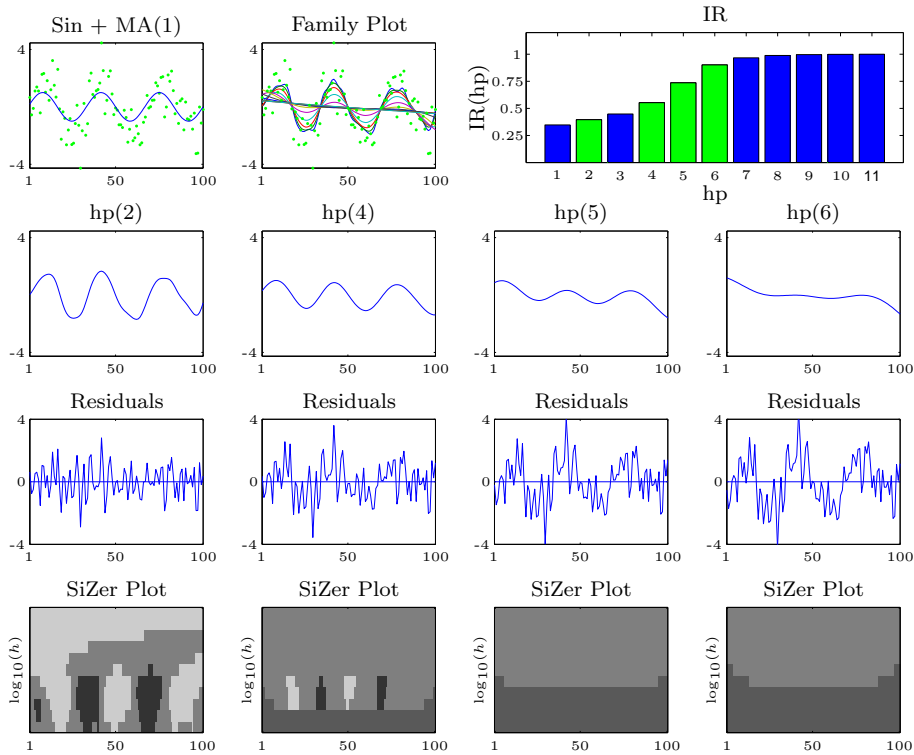 Sin + MA(1)
4
-4
1 50 100
Family Plot
4
-4
1 50 100
IR
IR(hp)
1
0.75
0.5
0.25
1 2 3 4 5 6 7 8 9 10 11
hp
hp(2)
4
-4
1 50 100
hp(4)
4
-4
1 50 100
hp(5)
4
-4
1 50 100
hp(6)
4
-4
1 50 100
Residuals
4
0
-4
1 50 100
Residuals
4
0
-4
1 50 100
Residuals
4
0
-4
1 50 100
Residuals
4
0
-4
1 50 100
SiZer Plot
log10(h)
1 50 100
SiZer Plot
log10(h)
1 50 100
SiZer Plot
log10(h)
1 50 100
SiZer Plot
log10(h)
1 50 100